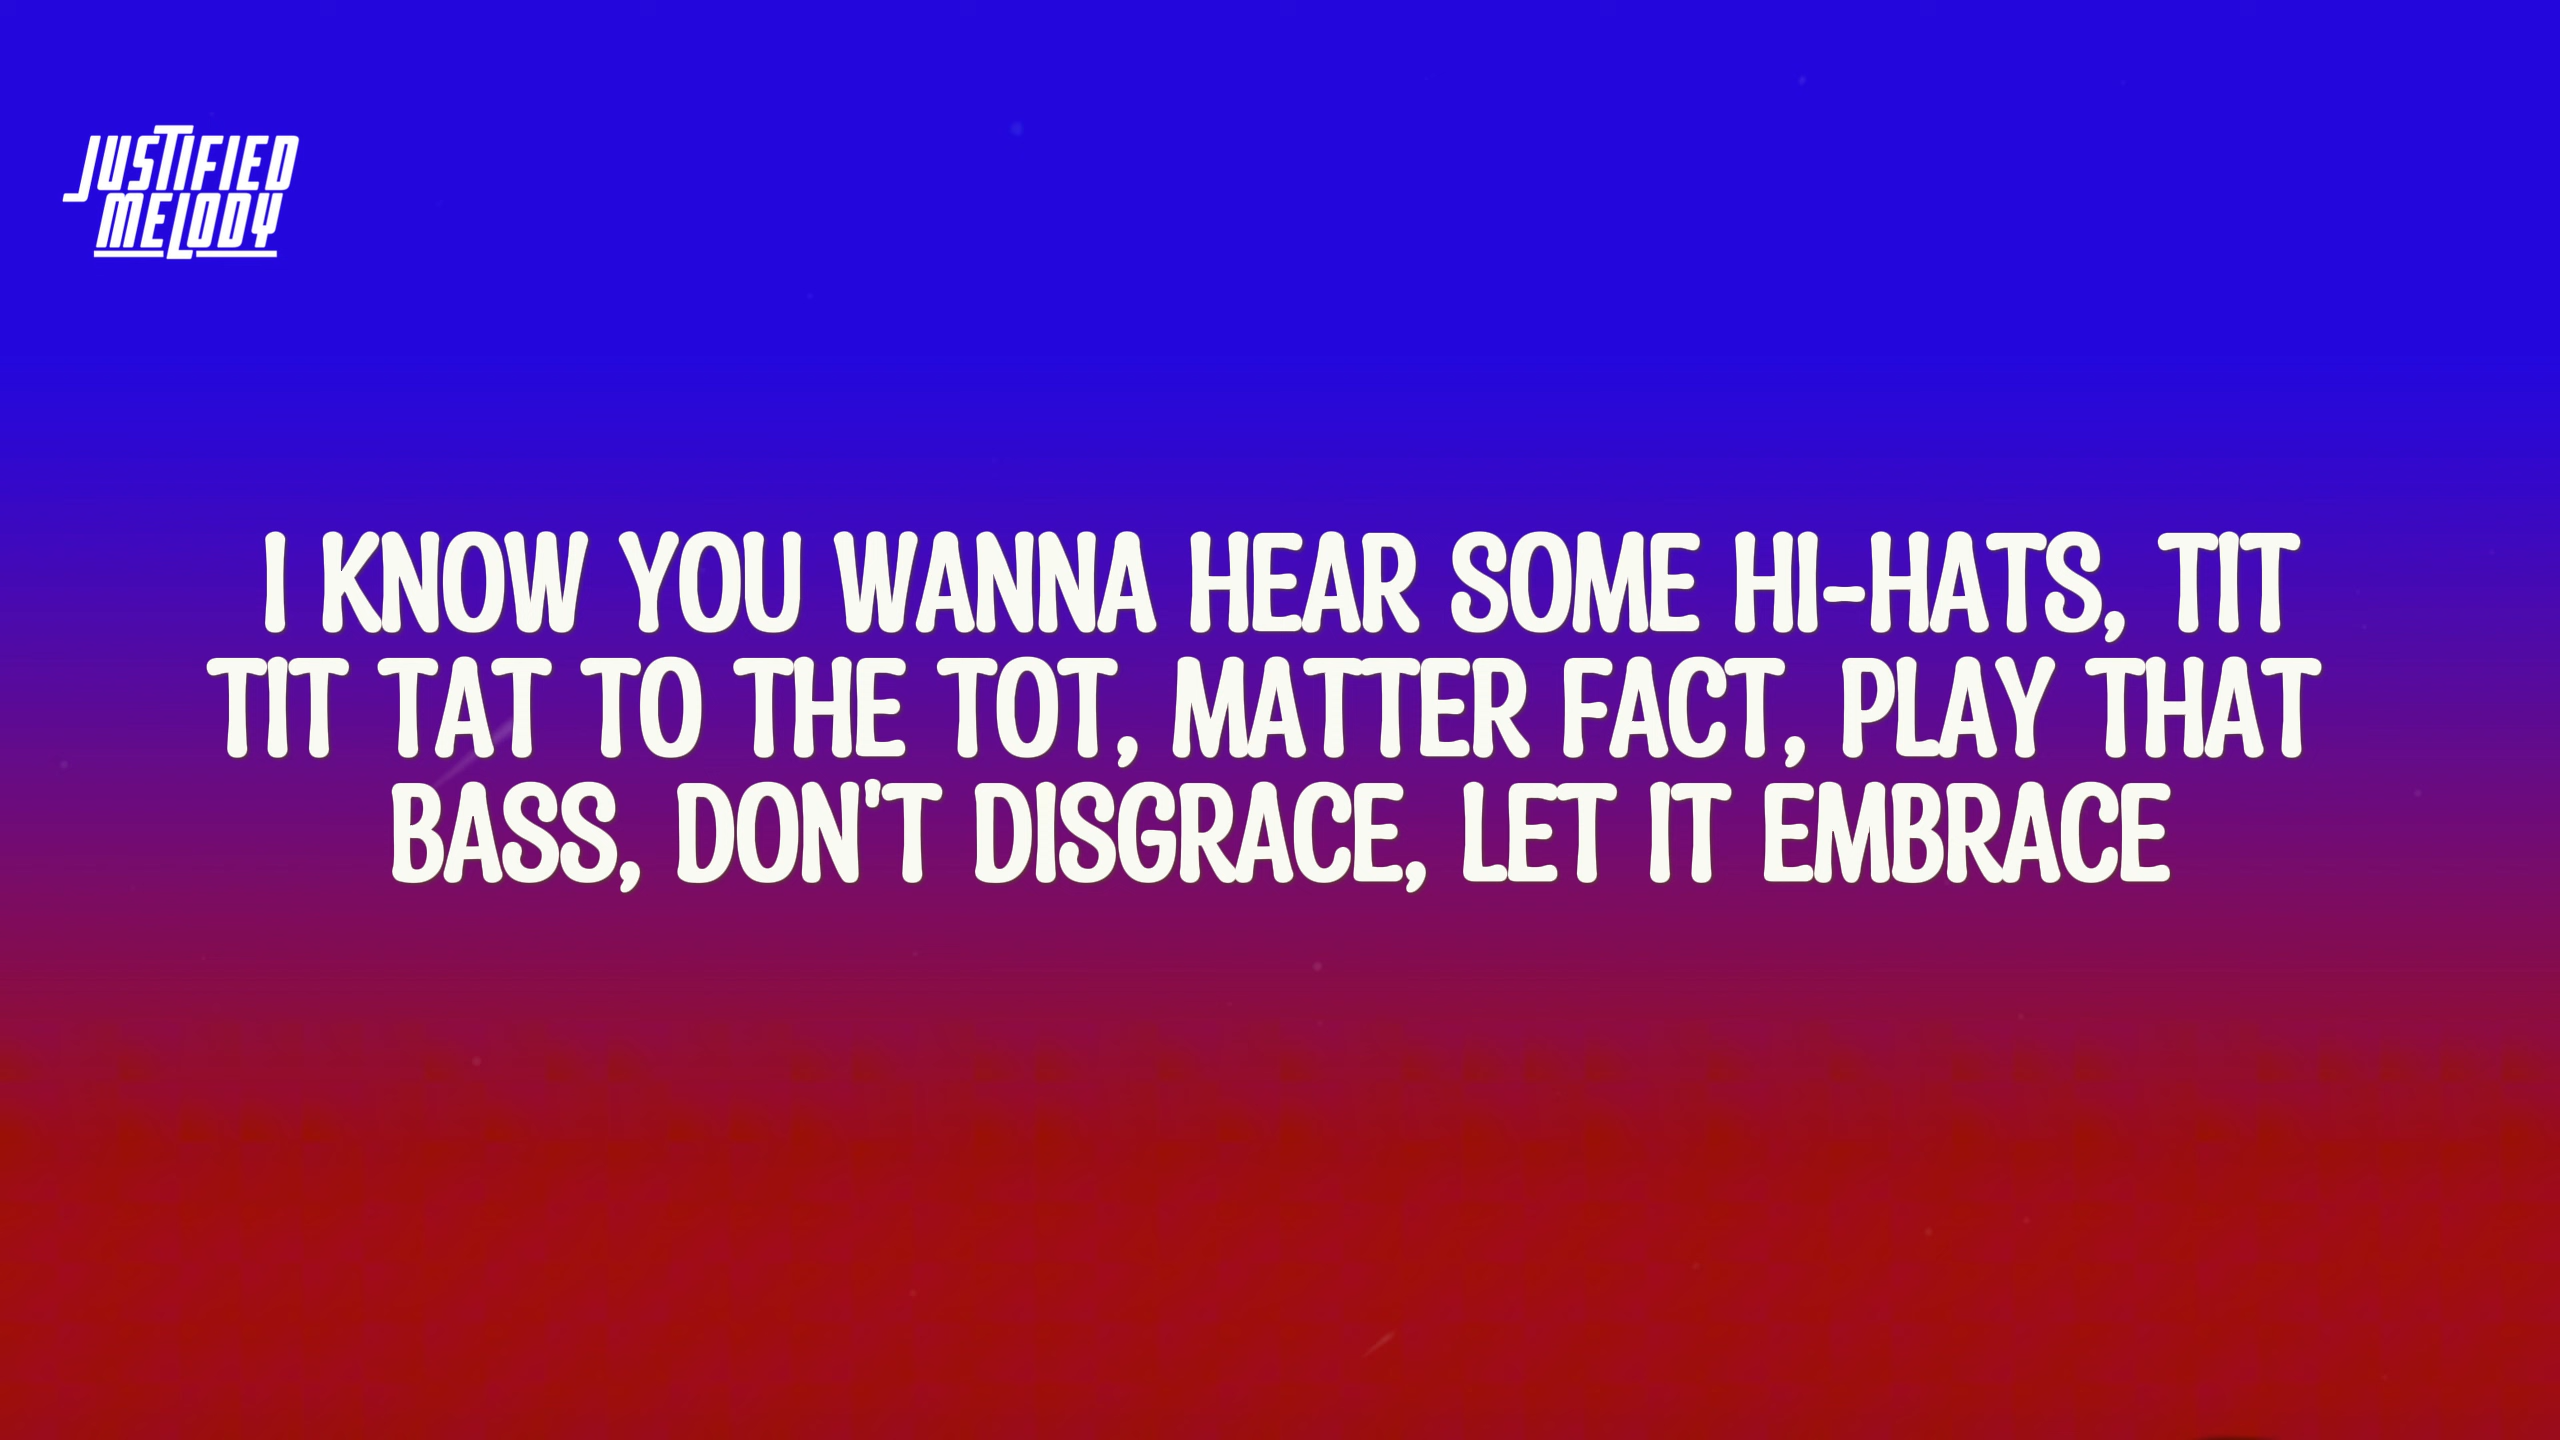 JUSTIFIED
MELODY
I KNOW YOU WANNA HEAR SOME HI-HATS, TIT
TIT TAT TO THE TOT, MATTER FACT, PLAY THAT
BASS, DON'T DISGRACE, LET IT EMBRACE